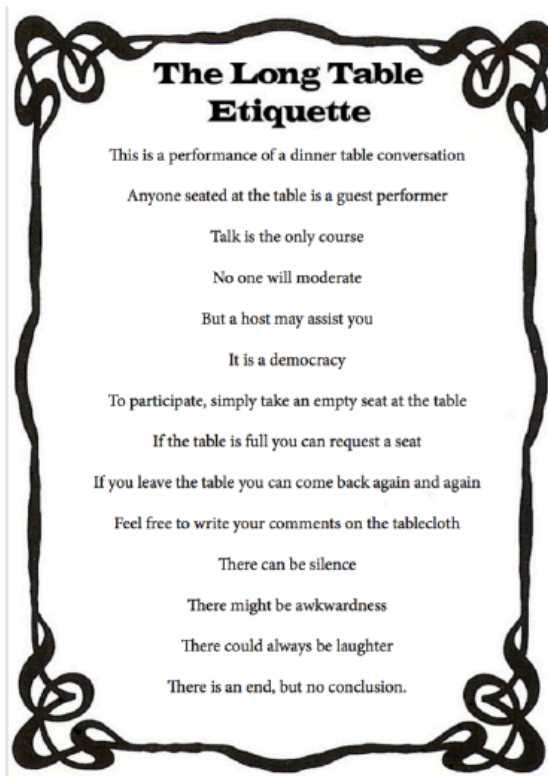 The Long Table
Etiquette
This is a performance of a dinner table conversation
Anyone seated at the table is a guest performer
Talk is the only course
No one will moderate
But a host may assist you
It is a democracy
To participate, simply take an empty seat at the table
If the table is full you can request a seat
If you leave the table you can come back again and again
Feel free to write your comments on the tablecloth
There can be silence
There might be awkwardness
There could always be laughter
There is an end, but no conclusion.